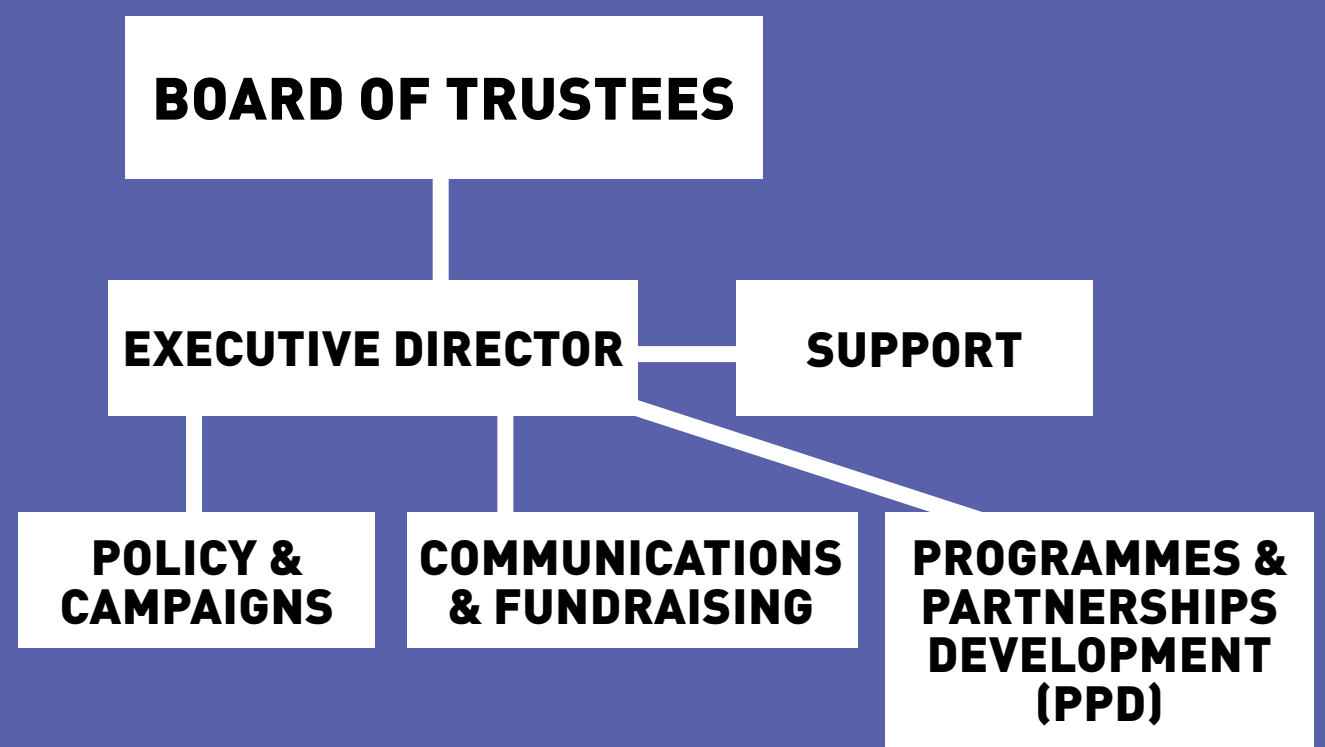 BOARD OF TRUSTEES
EXECUTIVE DIRECTOR
SUPPORT
POLICY &
CAMPAIGNS
COMMUNICATIONS
& FUNDRAISING
PROGRAMMES &
PARTNERSHIPS
DEVELOPMENT
(PPD)